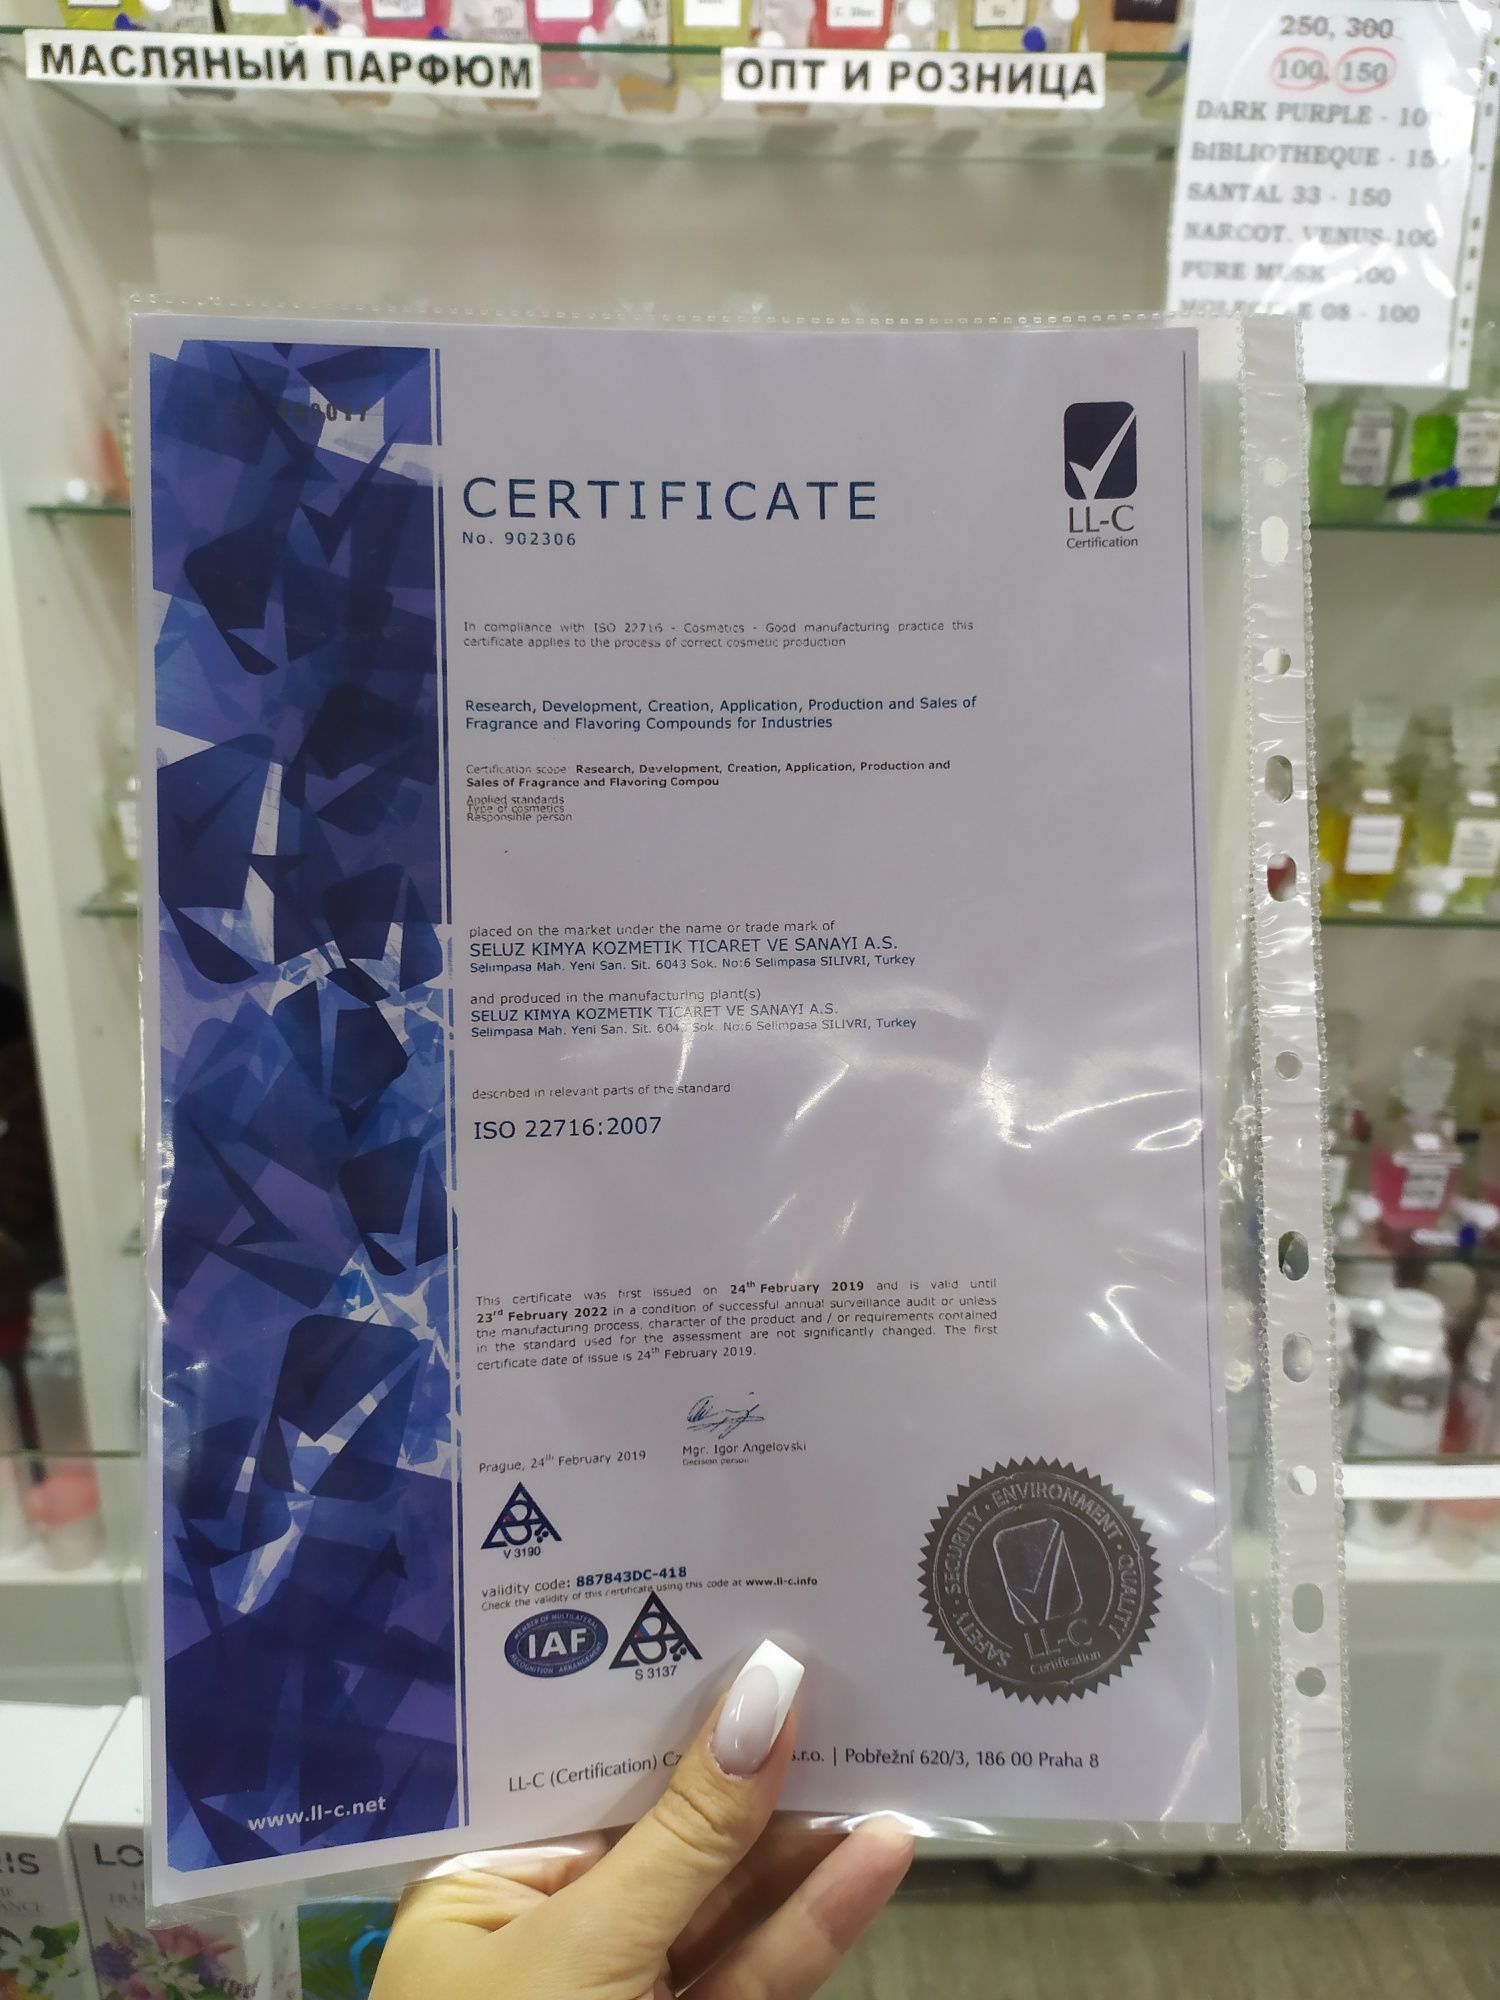 МАСЛЯНЫЙ ПАРФЮМ
ОПТ И РОЗНИЦА
250, 300
100, 150
DARK PURPLE - 10
BIBLIOTHEQUE - 150
SANTAL 33 - 150
NARCOT. VENUS-100
PURE MUSK - 100
E 08 - 100
CERTIFICATE
No. 902306
LL-C
Certification
In compliance with ISO 22716 - Cosmetics - Good manufacturing practice this
certificate applies to the process of correct cosmetic production
Research, Development, Creation, Application, Production and Sales of
Fragrance and Flavoring Compounds for Industries
Certification scope: Research, Development, Creation, Application, Production and
Sales of Fragrance and Flavoring Compou
Applied standards
Type of cosmetics
Responsible person
placed on the market under the name or trade mark of
SELUZ KIMYA KOZMETIK TICARET VE SANAYI A.S.
Selimpasa Mah. Yeni San. Sit. 6043 Sok. No:6 Selimpasa SILIVRI, Turkey
and produced in the manufacturing plant(s)
SELUZ KIMYA KOZMETIK TICARET VE SANAYI A.S.
Selimpasa Mah. Yeni San. Sit. 6043 Sok. No:6 Selimpasa SILIVRI, Turkey
described in relevant parts of the standard
ISO 22716:2007
This certificate was first issued on 24th February 2019 and is valid until
23rd February 2022 in a condition of successful annual surveillance audit or unless
the manufacturing process, character of the product and / or requirements contained
in the standard used for the assessment are not significantly changed. The first
certificate date of issue is 24th February 2019.
Prague, 24th February 2019
Mgr. Igor Angelovski
Decision person
V 3190
validity code: 887843DC-418
Check the validity of this certificate using this code at www.ll-c.info
MEMBER OF MULTILATERAL
IAF
RECOGNITION ARRANGEMENT
S 3137
SAFETY · SECURITY · ENVIRONMENT · QUALITY
LL-C
Certification
LL-C (Certification) Cz s.r.o. | Pobřežní 620/3, 186 00 Praha 8
www.ll-c.net